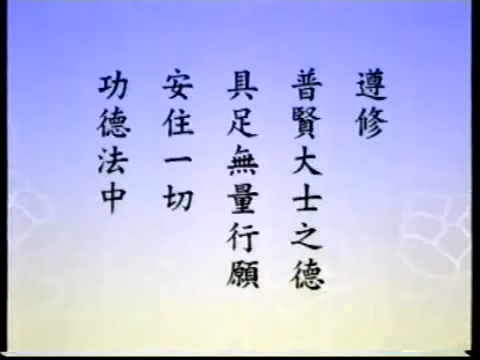 遵修
普賢大士之德
具足無量行願
安住一切
功德法中